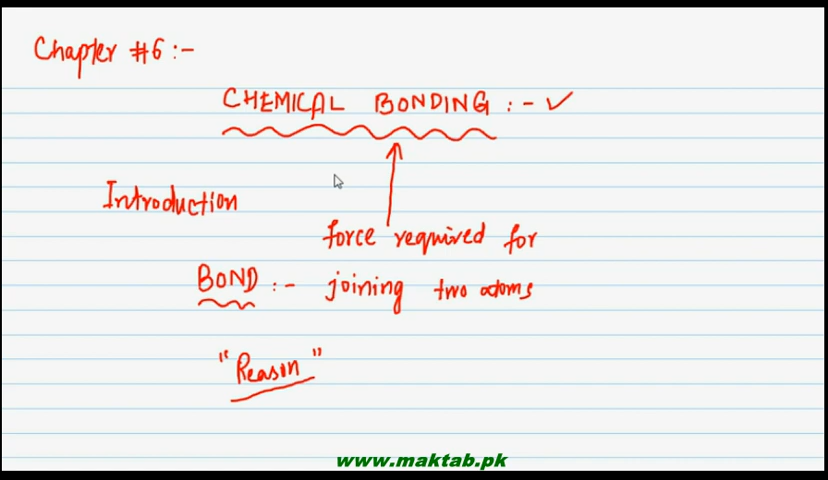 Chapter #6 :-
CHEMICAL BONDING :- ✓
Introduction
force required for
BOND :- joining two atoms
"Reason"
www.maktab.pk